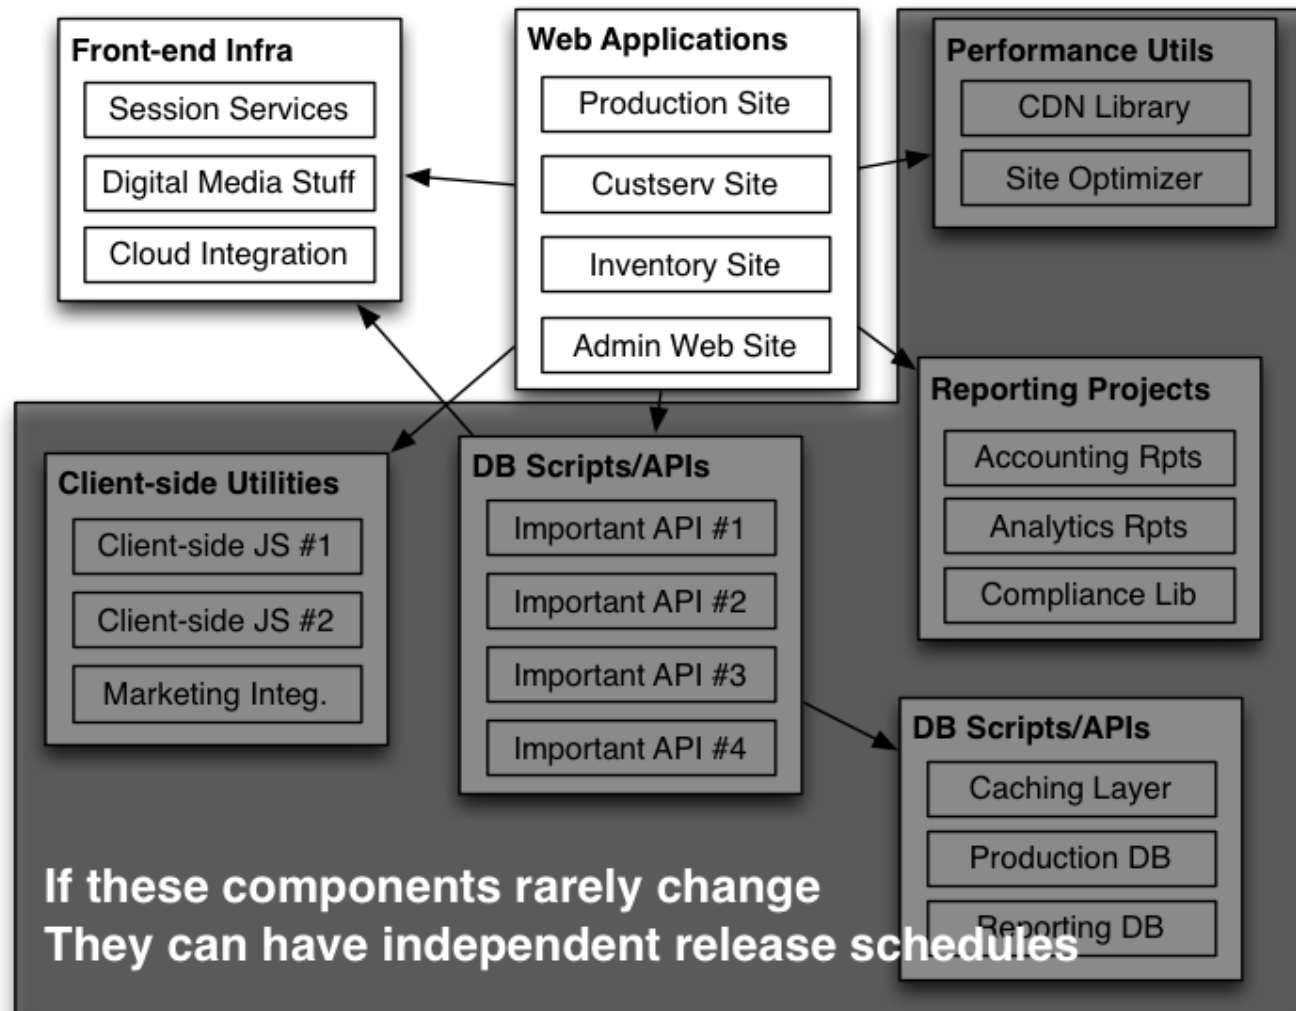 Front-end Infra
Session Services
Digital Media Stuff
Cloud Integration
Web Applications
Production Site
Custserv Site
Inventory Site
Admin Web Site
Performance Utils
CDN Library
Site Optimizer
Reporting Projects
Accounting Rpts
Analytics Rpts
Compliance Lib
Client-side Utilities
Client-side JS #1
Client-side JS #2
Marketing Integ.
DB Scripts/APIs
Important API #1
Important API #2
Important API #3
Important API #4
DB Scripts/APIs
Caching Layer
Production DB
Reporting DB
If these components rarely change
They can have independent release schedules